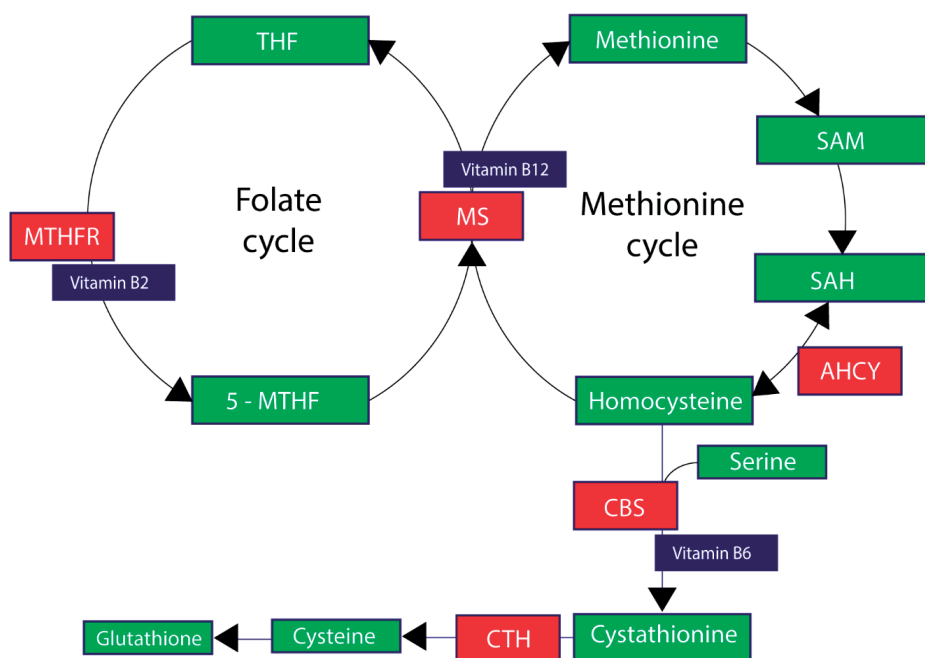 THF
Methionine
SAM
Vitamin B12
Folate
cycle
MS
Methionine
cycle
MTHFR
Vitamin B2
SAH
AHCY
5 - MTHF
Homocysteine
Serine
CBS
Vitamin B6
Glutathione
Cysteine
CTH
Cystathionine